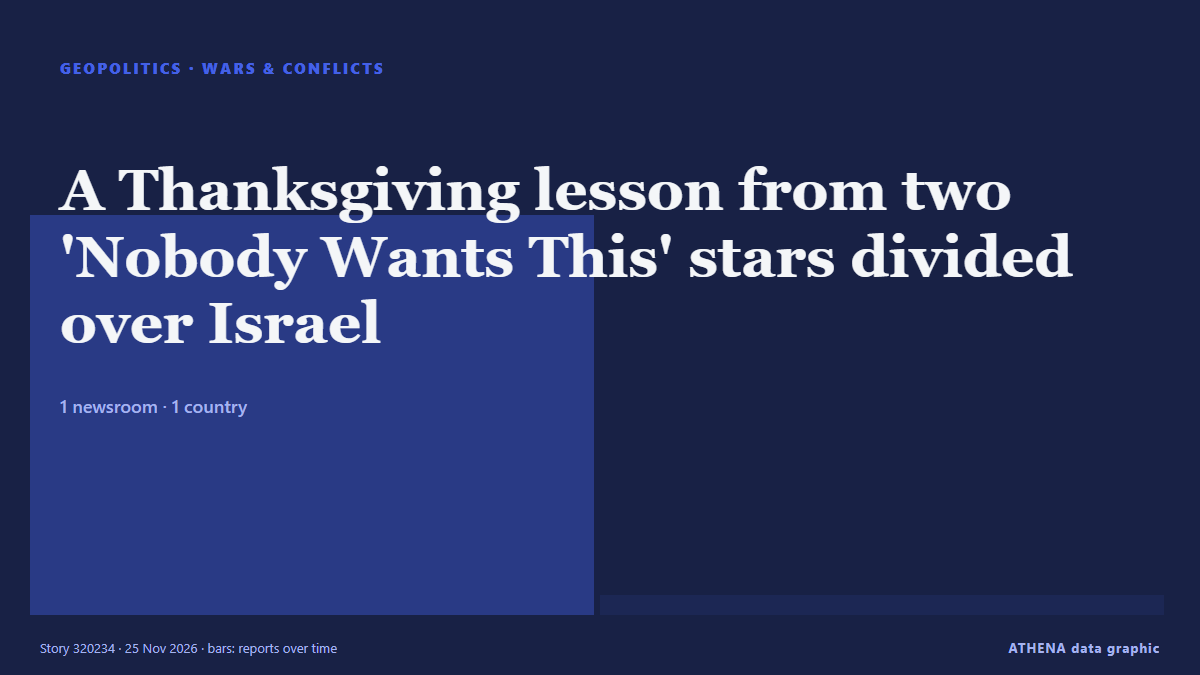 GEOPOLITICS · WARS & CONFLICTS
A Thanksgiving lesson from two
'Nobody Wants This' stars divided
over Israel
1 newsroom · 1 country
Story 320234 · 25 Nov 2026 · bars: reports over time
ATHENA data graphic